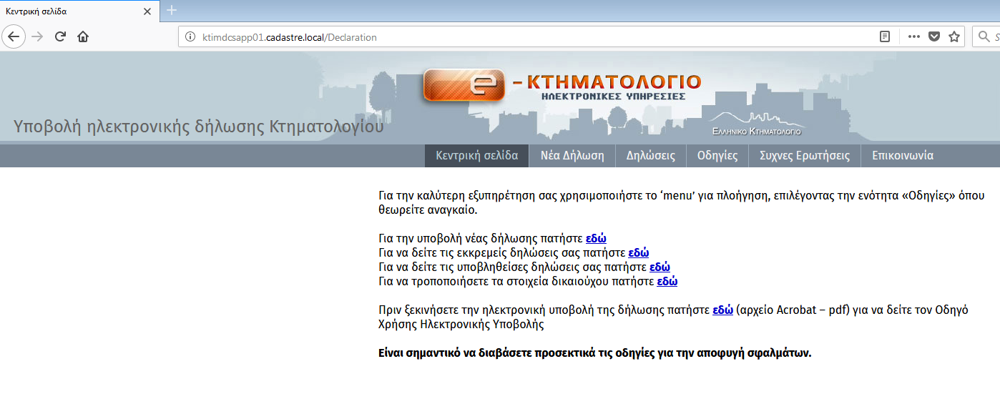 Κεντρική σελίδα
ktimdcsapp01.cadastre.local/Declaration
S
e – ΚΤΗΜΑΤΟΛΟΓΙΟ
ΗΛΕΚΤΡΟΝΙΚΕΣ ΥΠΗΡΕΣΙΕΣ
Υποβολή ηλεκτρονικής δήλωσης Κτηματολογίου
ΕΛΛΗΝΙΚΟ ΚΤΗΜΑΤΟΛΟΓΙΟ
Κεντρική σελίδα Νέα Δήλωση Δηλώσεις Οδηγίες Συχνες Ερωτήσεις Επικοινωνία
Για την καλύτερη εξυπηρέτηση σας χρησιμοποιήστε το ‘menu’ για πλοήγηση, επιλέγοντας την ενότητα «Οδηγίες» όπου
θεωρείτε αναγκαίο.
Για την υποβολή νέας δήλωσης πατήστε εδώ
Για να δείτε τις εκκρεμείς δηλώσεις σας πατήστε εδώ
Για να δείτε τις υποβληθείσες δηλώσεις σας πατήστε εδώ
Για να τροποποιήσετε τα στοιχεία δικαιούχου πατήστε εδώ
Πριν ξεκινήσετε την ηλεκτρονική υποβολή της δήλωσης πατήστε εδώ (αρχείο Acrobat – pdf) για να δείτε τον Οδηγό
Χρήσης Ηλεκτρονικής Υποβολής
Είναι σημαντικό να διαβάσετε προσεκτικά τις οδηγίες για την αποφυγή σφαλμάτων.